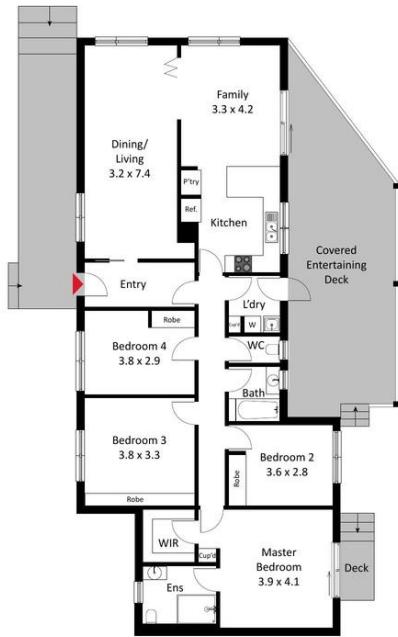 Family
3.3 x 4.2
Dining/
Living
3.2 x 7.4
P'try
Ref.
Kitchen
Covered
Entertaining
Deck
Entry
L'dry
Robe
Cup'd
W
Bedroom 4
3.8 x 2.9
WC
Bath
Bedroom 3
3.8 x 3.3
Bedroom 2
3.6 x 2.8
Robe
Robe
WIR
Cup'd
Master
Bedroom
3.9 x 4.1
Deck
Ens